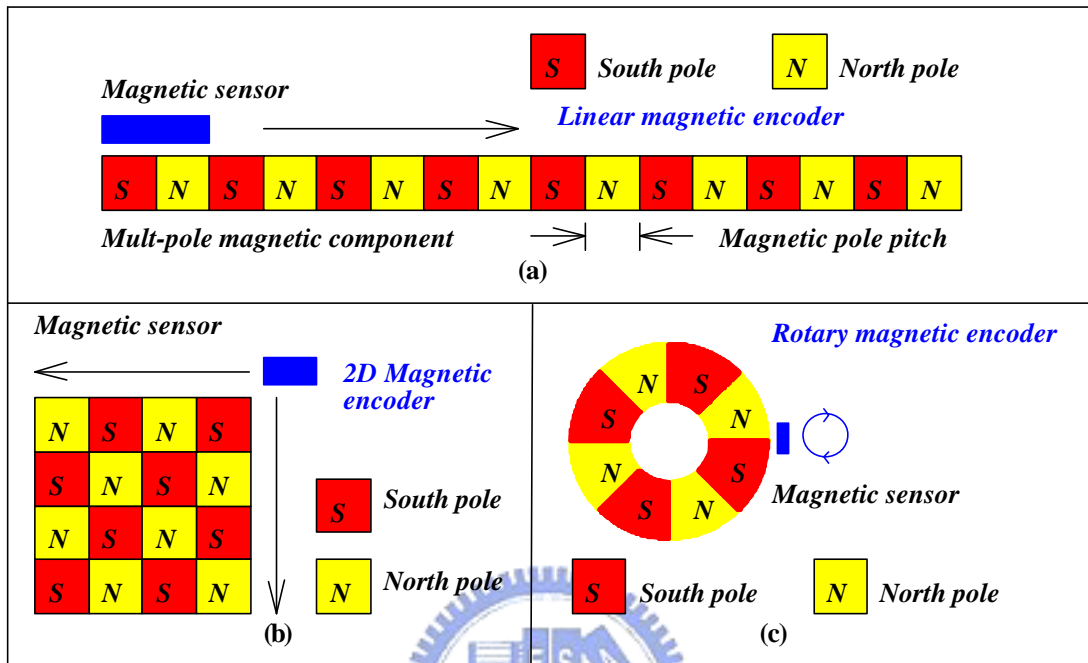 S South pole N North pole
Magnetic sensor
Linear magnetic encoder
S N S N S N S N S N S N S N S N
Mult-pole magnetic component Magnetic pole pitch
(a)
Magnetic sensor
2D Magnetic
encoder
N S N S
S N S N
N S N S
S N S N
S South pole
N North pole
(b)
Rotary magnetic encoder
N S
S N
N S
S N
Magnetic sensor
S South pole N North pole
(c)